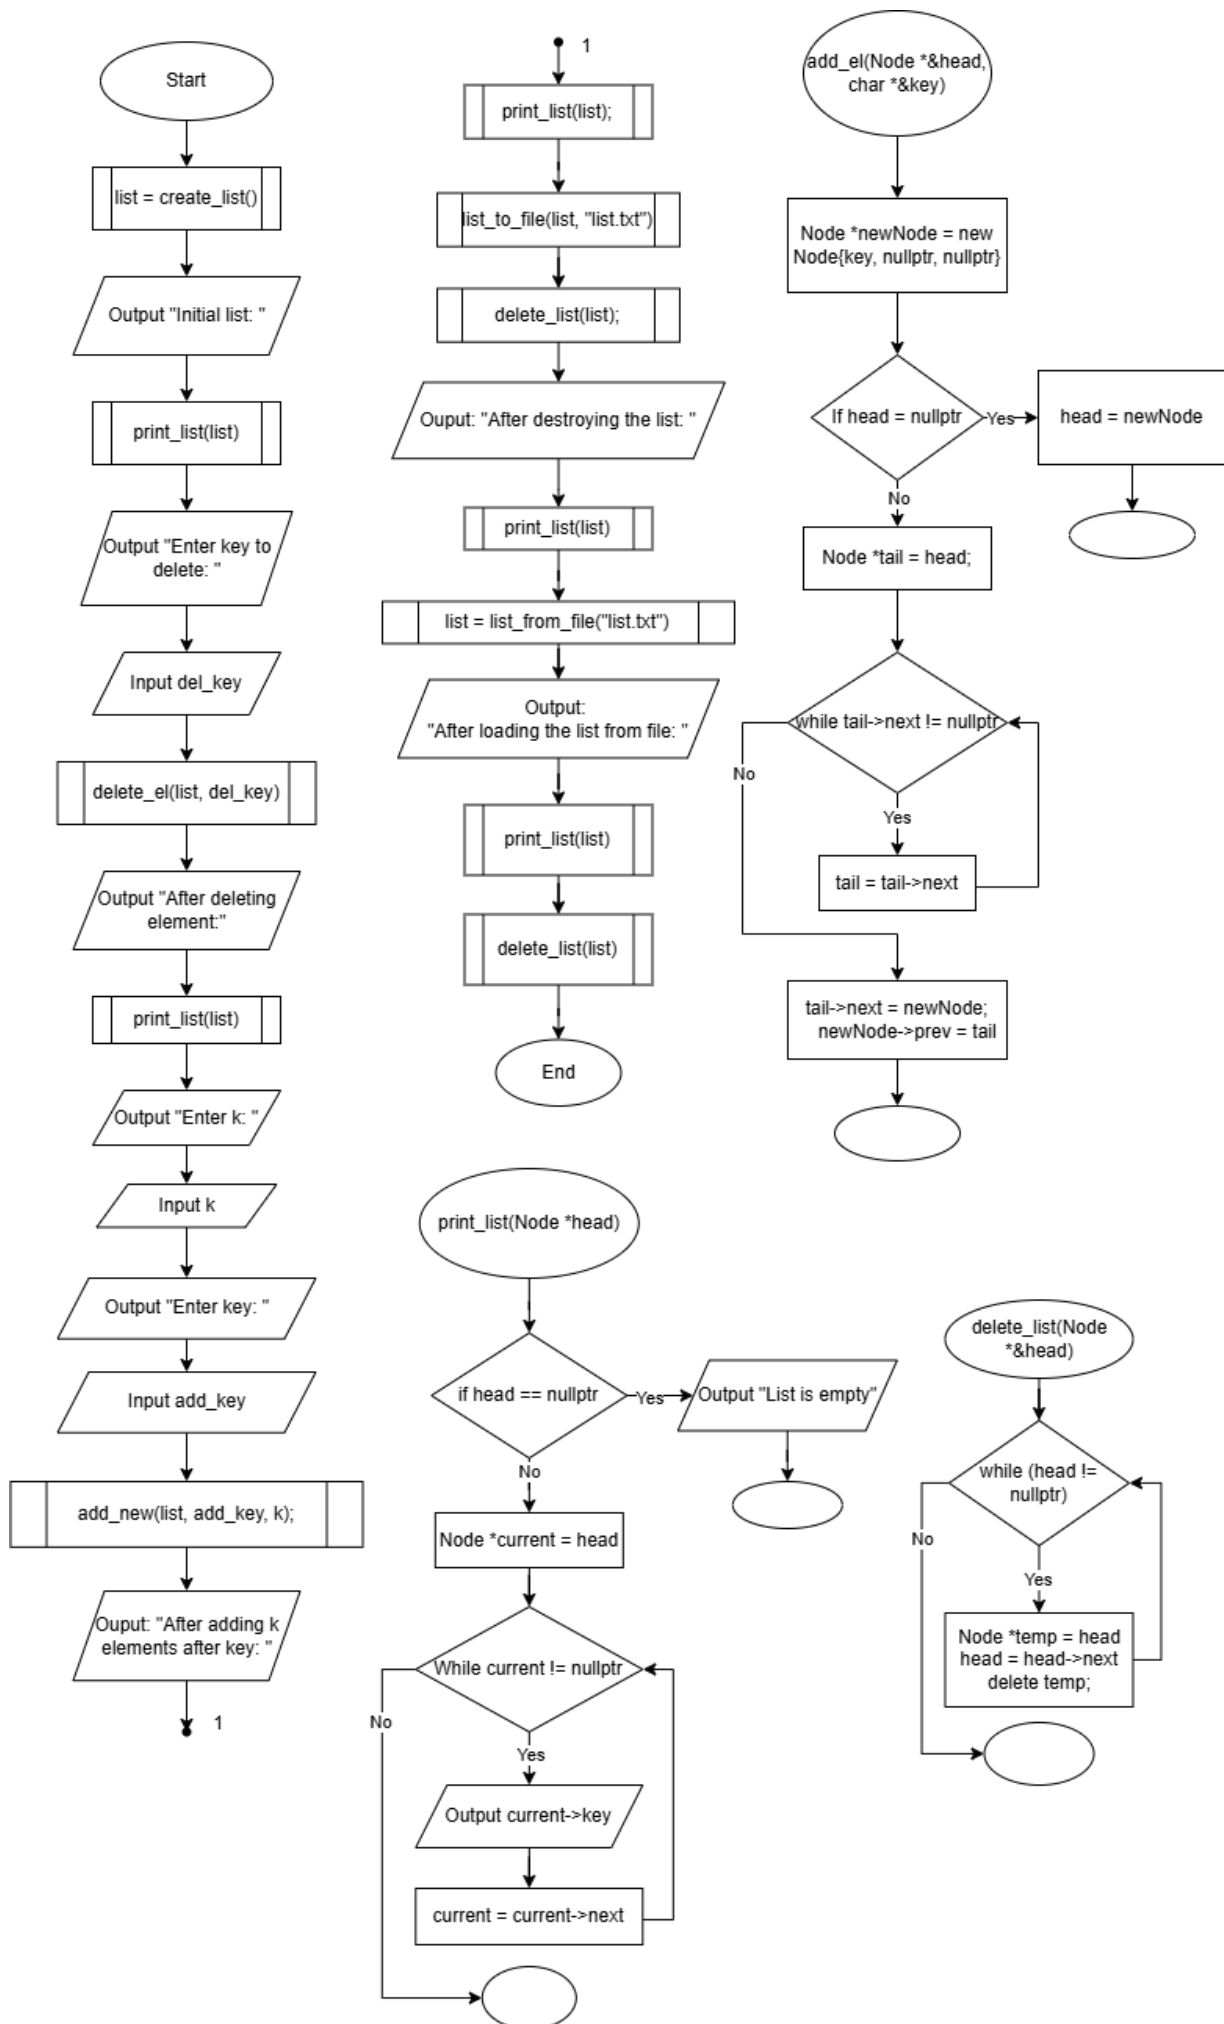 Start
list = create_list()
Output "Initial list: "
print_list(list)
Output "Enter key to
delete: "
Input del_key
delete_el(list, del_key)
Output "After deleting
element:"
print_list(list)
Output "Enter k: "
Input k
Output "Enter key: "
Input add_key
add_new(list, add_key, k);
Ouput: "After adding k
elements after key: "
1
1
print_list(list);
list_to_file(list, "list.txt")
delete_list(list);
Ouput: "After destroying the list: "
print_list(list)
list = list_from_file("list.txt")
Output:
"After loading the list from file: "
print_list(list)
delete_list(list)
End
add_el(Node *&head,
char *&key)
Node *newNode = new
Node{key, nullptr, nullptr}
If head = nullptr
Yes
head = newNode
No
Node *tail = head;
while tail->next != nullptr
No
Yes
tail = tail->next
tail->next = newNode;
newNode->prev = tail
print_list(Node *head)
if head == nullptr
Yes
Output "List is empty"
No
Node *current = head
While current != nullptr
No
Yes
Output current->key
current = current->next
delete_list(Node
*&head)
while (head !=
nullptr)
No
Yes
Node *temp = head
head = head->next
delete temp;